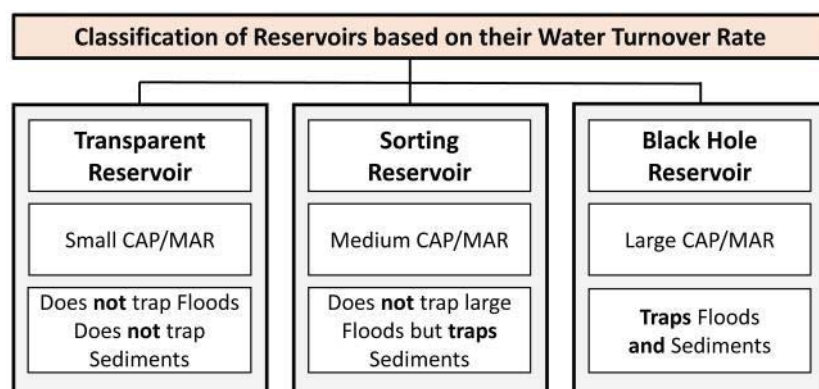 Classification of Reservoirs based on their Water Turnover Rate
Transparent
Reservoir
Small CAP/MAR
Does not trap Floods
Does not trap
Sediments
Sorting
Reservoir
Medium CAP/MAR
Does not trap large
Floods but traps
Sediments
Black Hole
Reservoir
Large CAP/MAR
Traps Floods
and Sediments